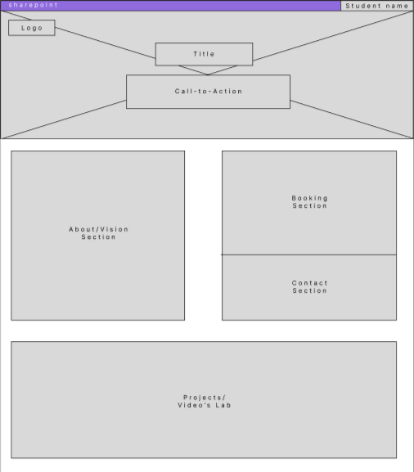 sharepoint
Student name
Logo
Title
Call-to-Action
About/Vision
Section
Booking
Section
Contact
Section
Projects/
Video's Lab